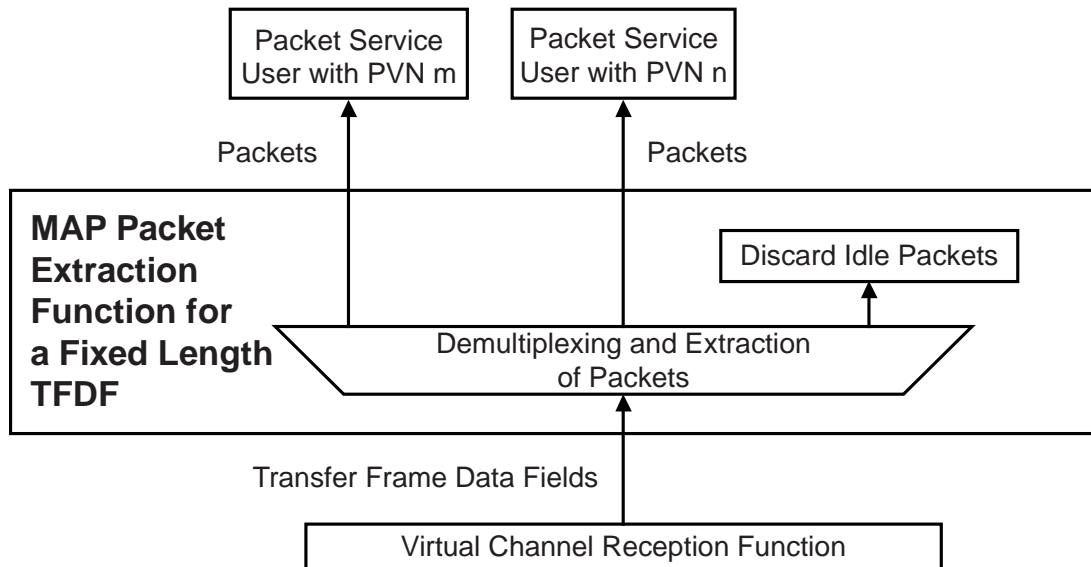 Packet Service
User with PVN m
Packet Service
User with PVN n
Packets
Packets
MAP Packet
Extraction
Function for
a Fixed Length
TFDF
Discard Idle Packets
Demultiplexing and Extraction
of Packets
Transfer Frame Data Fields
Virtual Channel Reception Function